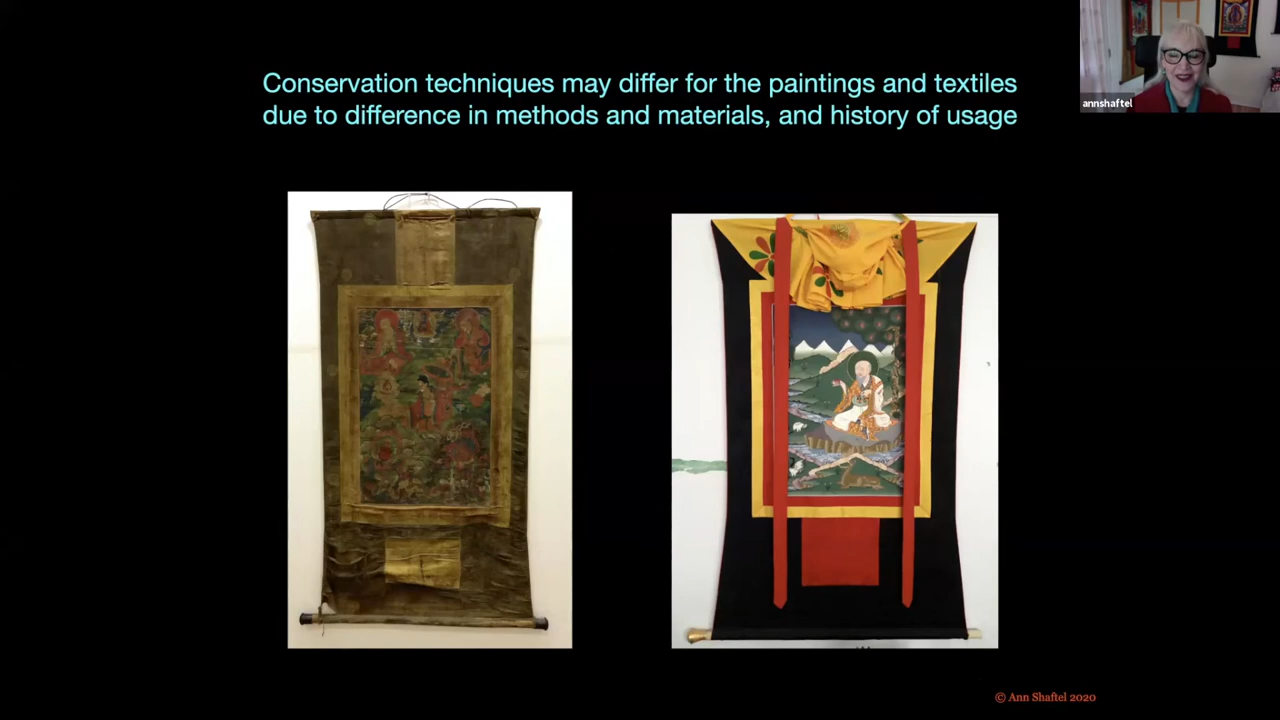 Conservation techniques may differ for the paintings and textiles
due to difference in methods and materials, and history of usage
annshaftel
© Ann Shaftel 2020